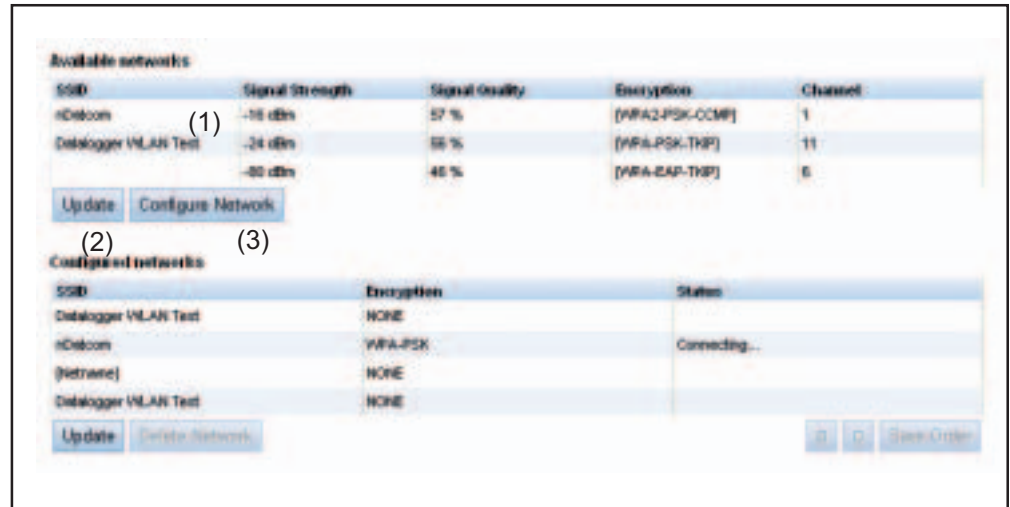 Available networks
SSID Signal Strength Signal Quality Encryption Channel
nDatcom -16 dBm 57 % [WPA2-PSK-CCMP] 1
(1)
Datalogger WLAN Test -24 dBm 55 % [WPA-PSK-TKIP] 11
-80 dBm 46 % [WPA-EAP-TKIP] 6
Update Configure Network
(2) (3)
Configured networks
SSID Encryption Status
Datalogger WLAN Test NONE
nDatcom WPA-PSK Connecting...
[Netname] NONE
Datalogger WLAN Test NONE
Update Delete Network Save Order